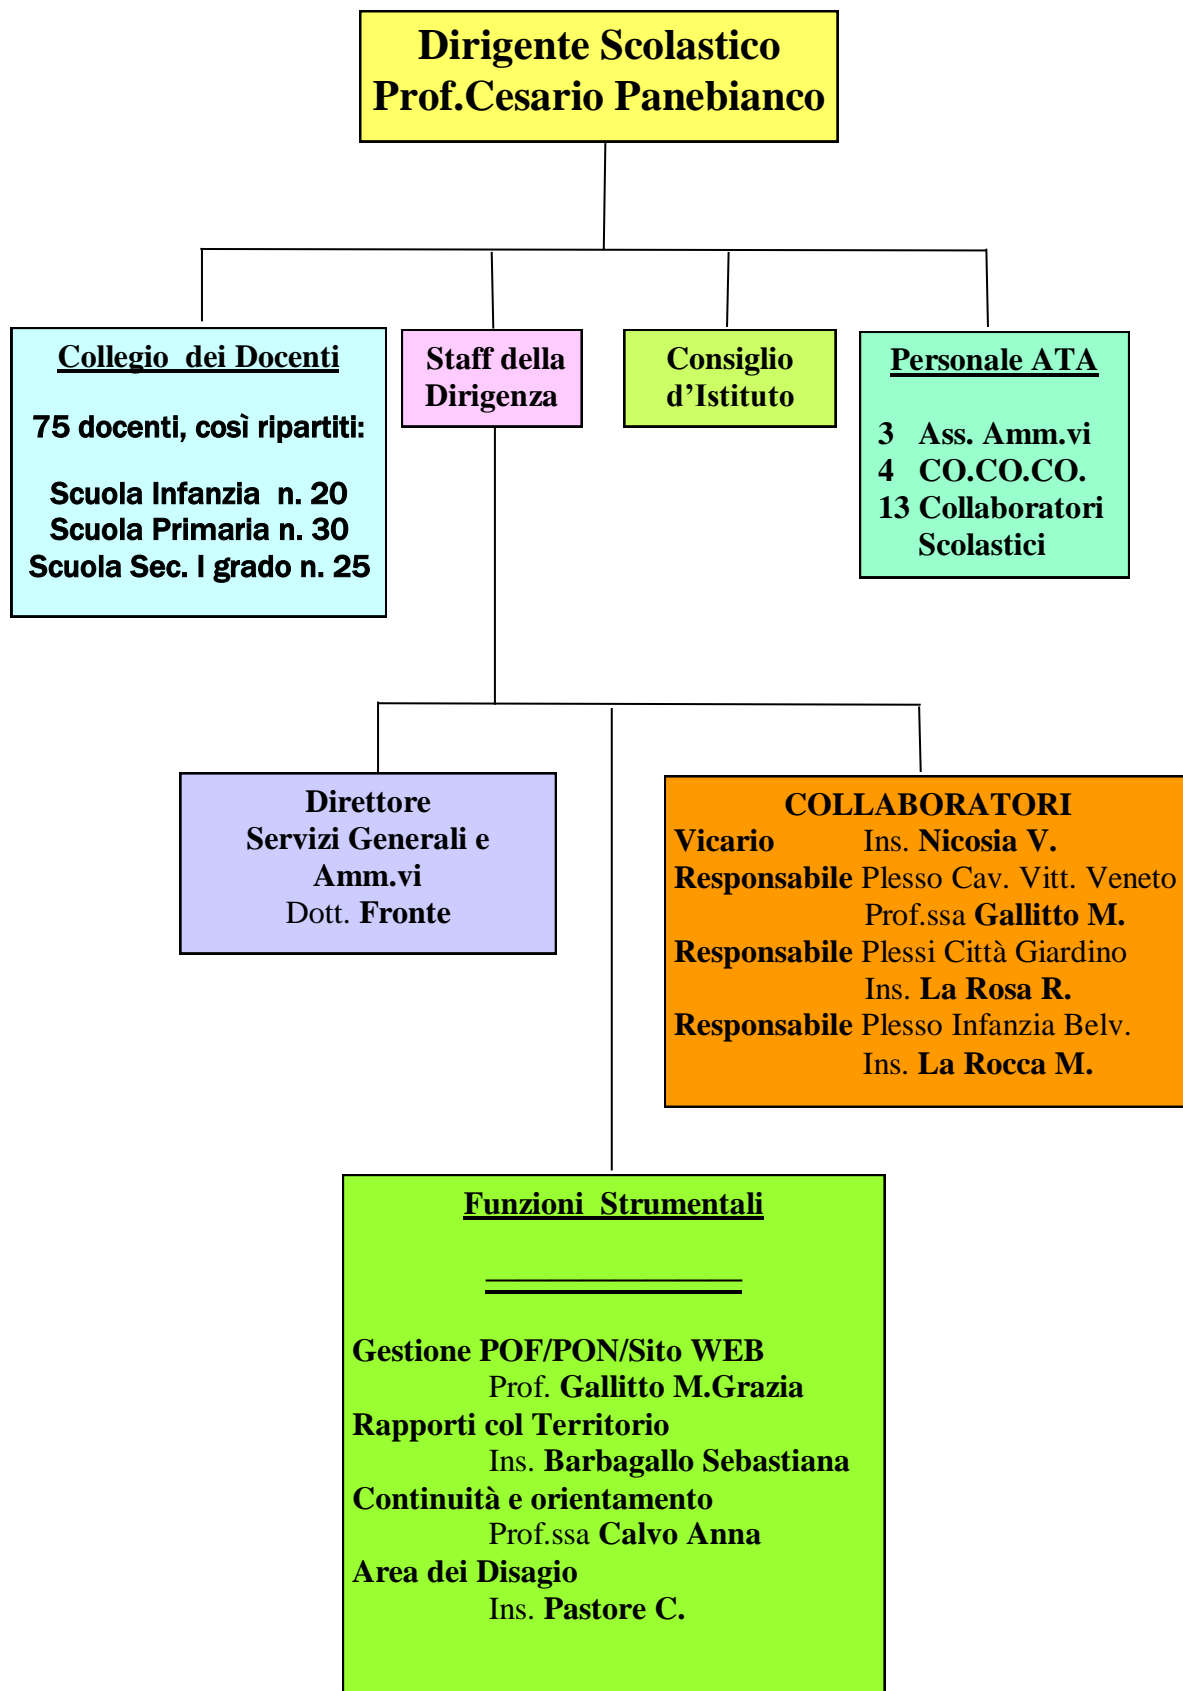 Dirigente Scolastico
Prof.Cesario Panebianco
Collegio dei Docenti
75 docenti, così ripartiti:
Scuola Infanzia n. 20
Scuola Primaria n. 30
Scuola Sec. I grado n. 25
Staff della
Dirigenza
Consiglio
d’Istituto
Personale ATA
3 Ass. Amm.vi
4 CO.CO.CO.
13 Collaboratori
Scolastici
Direttore
Servizi Generali e
Amm.vi
Dott. Fronte
COLLABORATORI
Vicario Ins. Nicosia V.
Responsabile Plesso Cav. Vitt. Veneto
Prof.ssa Gallitto M.
Responsabile Plessi Città Giardino
Ins. La Rosa R.
Responsabile Plesso Infanzia Belv.
Ins. La Rocca M.
Funzioni Strumentali
Gestione POF/PON/Sito WEB
Prof. Gallitto M.Grazia
Rapporti col Territorio
Ins. Barbagallo Sebastiana
Continuità e orientamento
Prof.ssa Calvo Anna
Area dei Disagio
Ins. Pastore C.